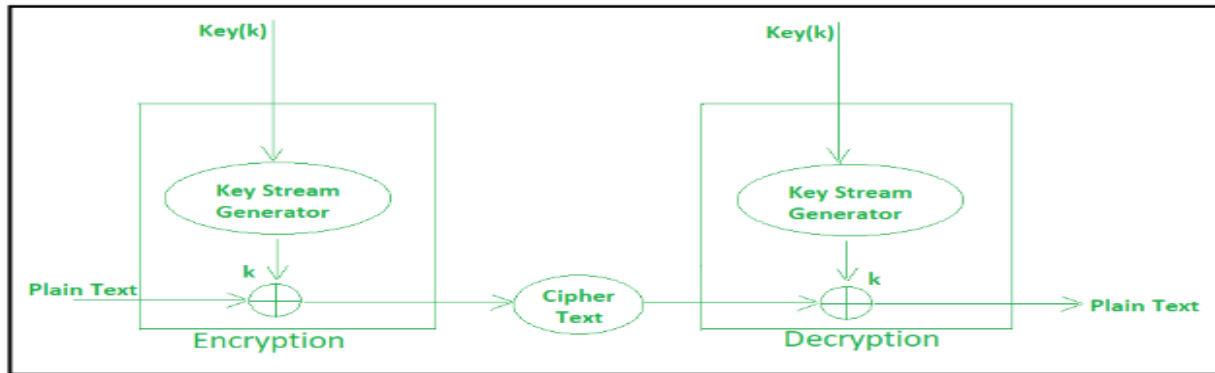 Key(k)
Key Stream
Generator
k
Plain Text
Encryption
Cipher
Text
Key(k)
Key Stream
Generator
k
Plain Text
Decryption